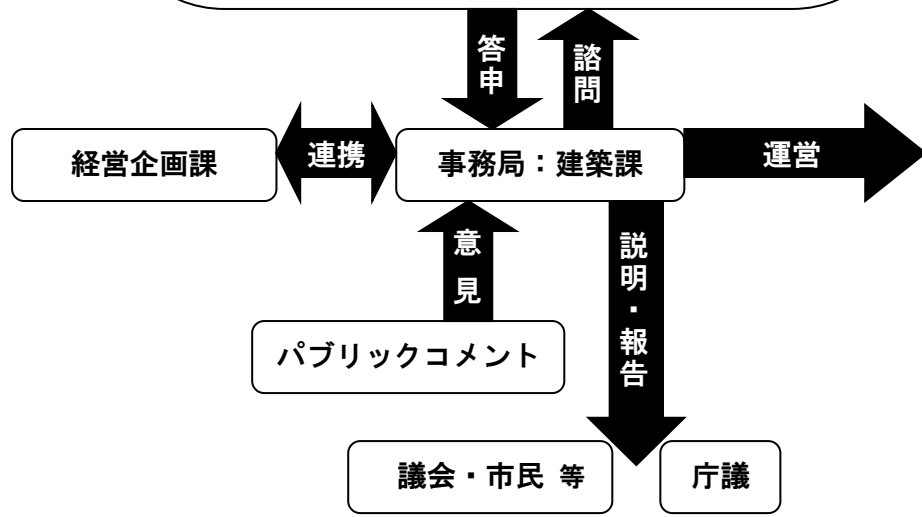 答申
諮問
経営企画課
連携
事務局：建築課
運営
意見
説明・報告
パブリックコメント
議会・市民 等
庁議